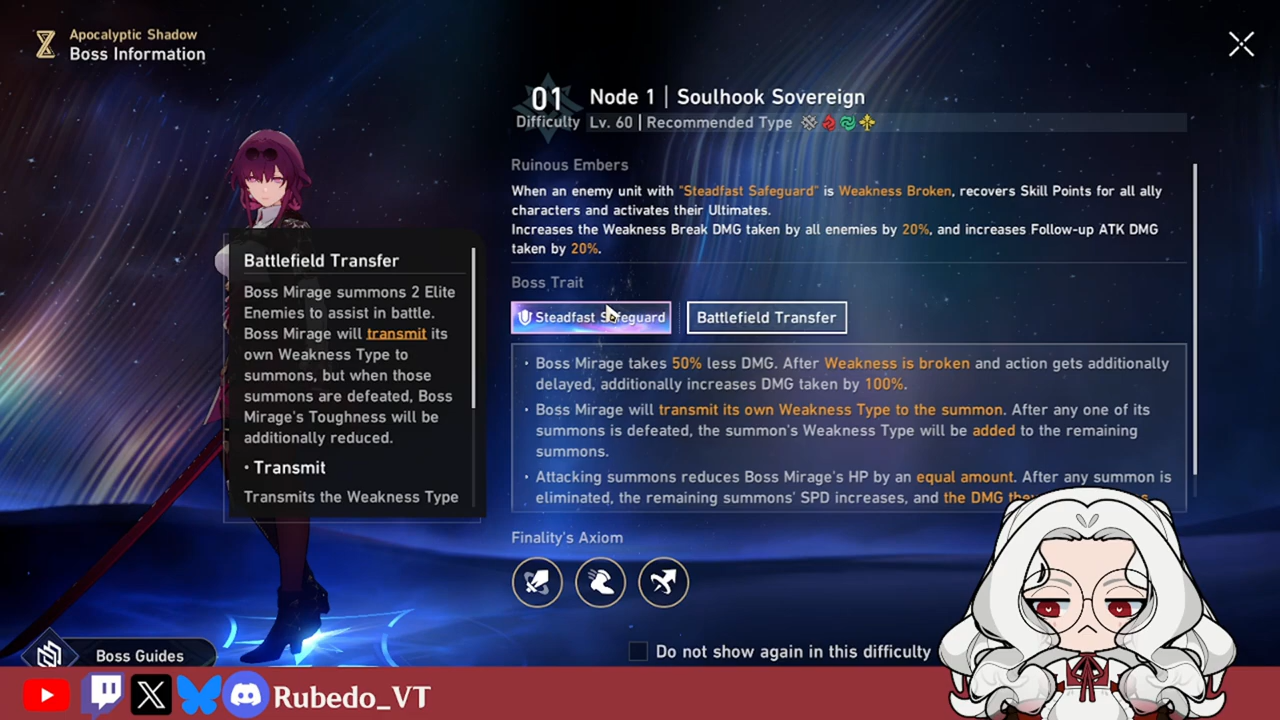 Apocalyptic Shadow
Boss Information
01
Difficulty
Node 1 | Soulhook Sovereign
Lv. 60 | Recommended Type
Ruinous Embers
When an enemy unit with "Steadfast Safeguard" is Weakness Broken, recovers Skill Points for all ally
characters and activates their Ultimates.
Increases the Weakness Break DMG taken by all enemies by 20%, and increases Follow-up ATK DMG
taken by 20%.
Boss Trait
Steadfast Safeguard
Battlefield Transfer
• Boss Mirage takes 50% less DMG. After Weakness is broken and action gets additionally
delayed, additionally increases DMG taken by 100%.
• Boss Mirage will transmit its own Weakness Type to the summon. After any one of its
summons is defeated, the summon's Weakness Type will be added to the remaining
summons.
• Attacking summons reduces Boss Mirage's HP by an equal amount. After any summon is
eliminated, the remaining summons' SPD increases, and the DMG
Finality's Axiom
Do not show again in this difficulty
Battlefield Transfer
Boss Mirage summons 2 Elite
Enemies to assist in battle.
Boss Mirage will transmit its
own Weakness Type to
summons, but when those
summons are defeated, Boss
Mirage's Toughness will be
additionally reduced.
• Transmit
Transmits the Weakness Type
Boss Guides
Rubedo_VT